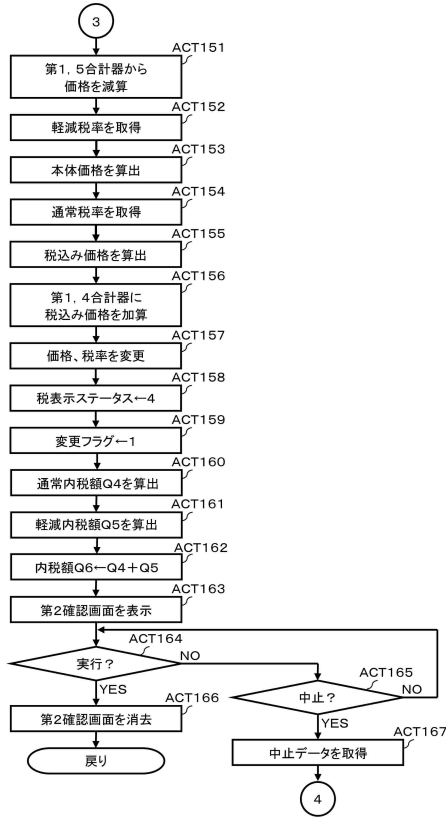 3
ACT151
第1，5合計器から
価格を減算
ACT152
軽減税率を取得
ACT153
本体価格を算出
ACT154
通常税率を取得
ACT155
税込み価格を算出
ACT156
第1，4合計器に
税込み価格を加算
ACT157
価格、税率を変更
ACT158
税表示ステータス←4
ACT159
変更フラグ←1
ACT160
通常内税額Q4を算出
ACT161
軽減内税額Q5を算出
ACT162
内税額Q6←Q4＋Q5
ACT163
第2確認画面を表示
ACT164
実行？
NO
YES
ACT165
中止？
NO
YES
ACT166
第2確認画面を消去
戻り
ACT167
中止データを取得
4